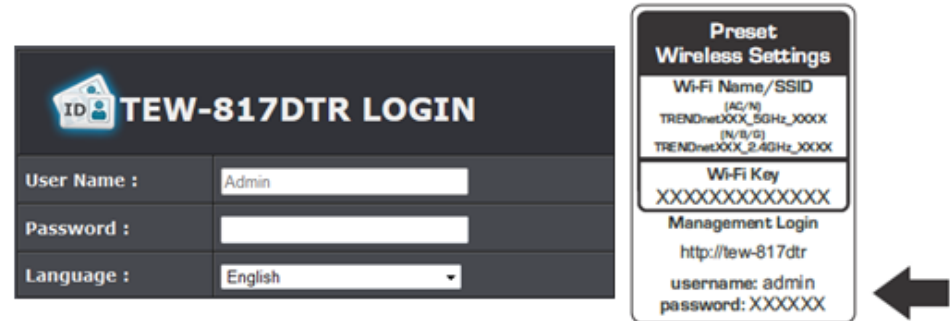 ID
TEW-817DTR LOGIN
User Name :
Admin
Password :
Language :
English
Preset
Wireless Settings
Wi-Fi Name/SSID
(AC/N)
TRENDnetXXX_5GHz_XXXX
(N/B/G)
TRENDnetXXX_2.4GHz_XXXX
Wi-Fi Key
XXXXXXXXXXXXX
Management Login
http://tew-817dtr
username: admin
password: XXXXXX